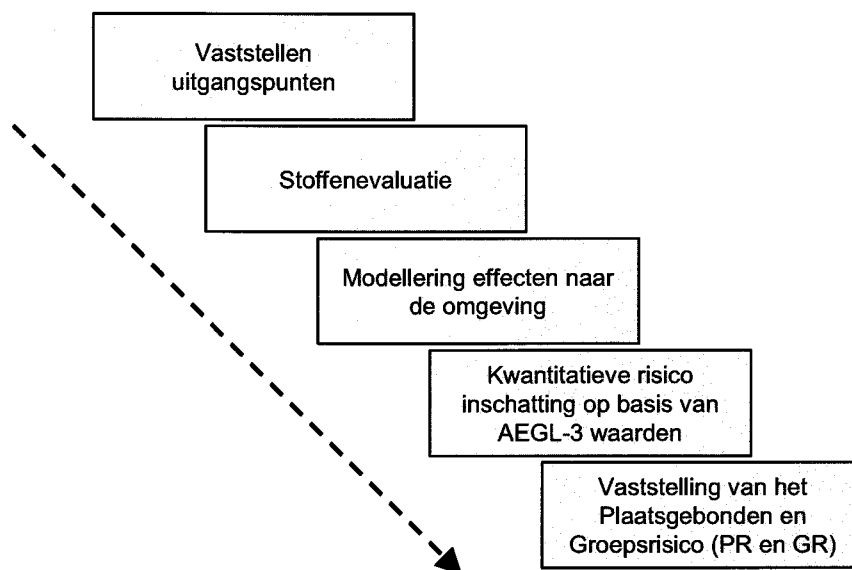 Vaststellen
uitgangspunten
Stoffenevaluatie
Modellering effecten naar
de omgeving
Kwantitatieve risico
inschatting op basis van
AEGL-3 waarden
Vaststelling van het
Plaatsgebonden en
Groepsrisico (PR en GR)